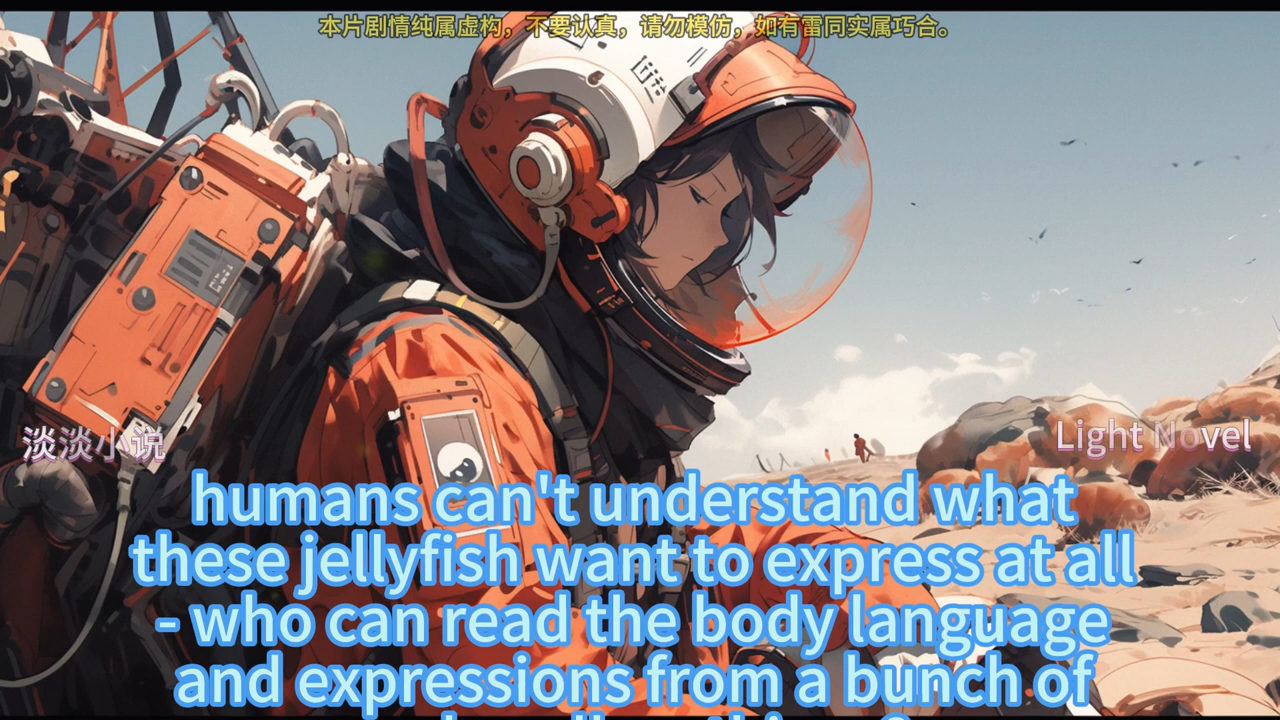 本片剧情纯属虚构，不要认真，请勿模仿，如有雷同实属巧合。
淡淡小说
Light Novel
humans can't understand what
these jellyfish want to express at all
- who can read the body language
and expressions from a bunch of